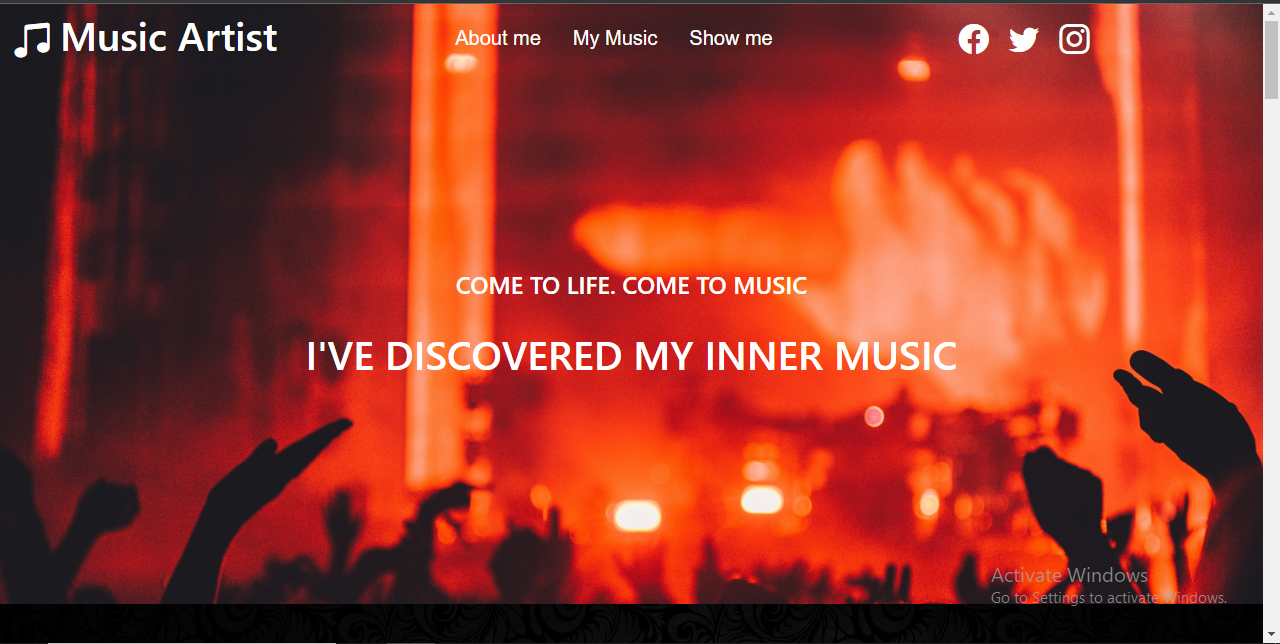 Music Artist
About me
My Music
Show me
COME TO LIFE. COME TO MUSIC
I'VE DISCOVERED MY INNER MUSIC
Activate Windows
Go to Settings to activate Windows.